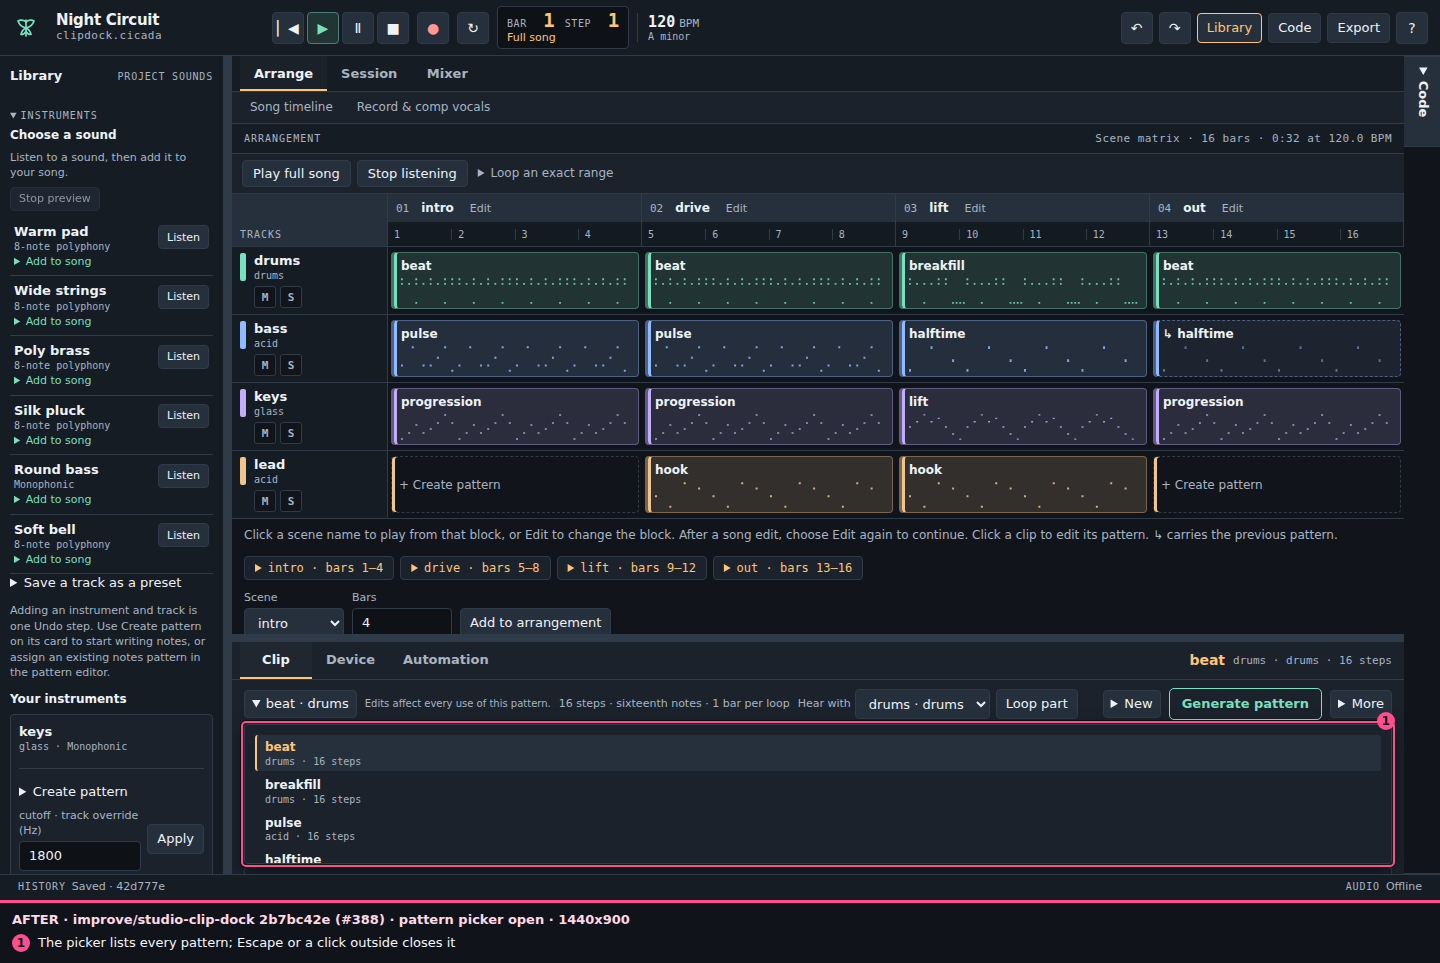 Night Circuit
clipdock.cicada
BAR 1 STEP 1
Full song
120 BPM
A minor
Library
Code
Export
?
Library
PROJECT SOUNDS
INSTRUMENTS
Choose a sound
Listen to a sound, then add it to
your song.
Stop preview
Warm pad
8-note polyphony
Add to song
Listen
Wide strings
8-note polyphony
Add to song
Listen
Poly brass
8-note polyphony
Add to song
Listen
Silk pluck
8-note polyphony
Add to song
Listen
Round bass
Monophonic
Add to song
Listen
Soft bell
8-note polyphony
Add to song
Listen
Save a track as a preset
Adding an instrument and track is
one Undo step. Use Create pattern
on its card to start writing notes, or
assign an existing notes pattern in
the pattern editor.
Your instruments
keys
glass · Monophonic
Create pattern
cutoff · track override
(Hz)
1800
Apply
Arrange
Session
Mixer
Song timeline
Record & comp vocals
ARRANGEMENT
Scene matrix · 16 bars · 0:32 at 120.0 BPM
Play full song
Stop listening
Loop an exact range
01 intro Edit
02 drive Edit
03 lift Edit
04 out Edit
TRACKS
1 2 3 4 5 6 7 8 9 10 11 12 13 14 15 16
drums
drums
M S
beat
beat
breakfill
beat
bass
acid
M S
pulse
pulse
halftime
↳ halftime
keys
glass
M S
progression
progression
lift
progression
lead
acid
M S
+ Create pattern
hook
hook
+ Create pattern
Click a scene name to play from that block, or Edit to change the block. After a song edit, choose Edit again to continue. Click a clip to edit its pattern. ↳ carries the previous pattern.
intro · bars 1–4
drive · bars 5–8
lift · bars 9–12
out · bars 13–16
Scene
Bars
intro
4
Add to arrangement
Code
Clip
Device
Automation
beat drums · drums · 16 steps
beat · drums
Edits affect every use of this pattern.
16 steps · sixteenth notes · 1 bar per loop
Hear with
drums · drums
Loop part
New
Generate pattern
More
1
beat
drums · 16 steps
breakfill
drums · 16 steps
pulse
acid · 16 steps
halftime
HISTORY Saved · 42d777e
AUDIO Offline
AFTER · improve/studio-clip-dock 2b7bc42e (#388) · pattern picker open · 1440x900
1 The picker lists every pattern; Escape or a click outside closes it